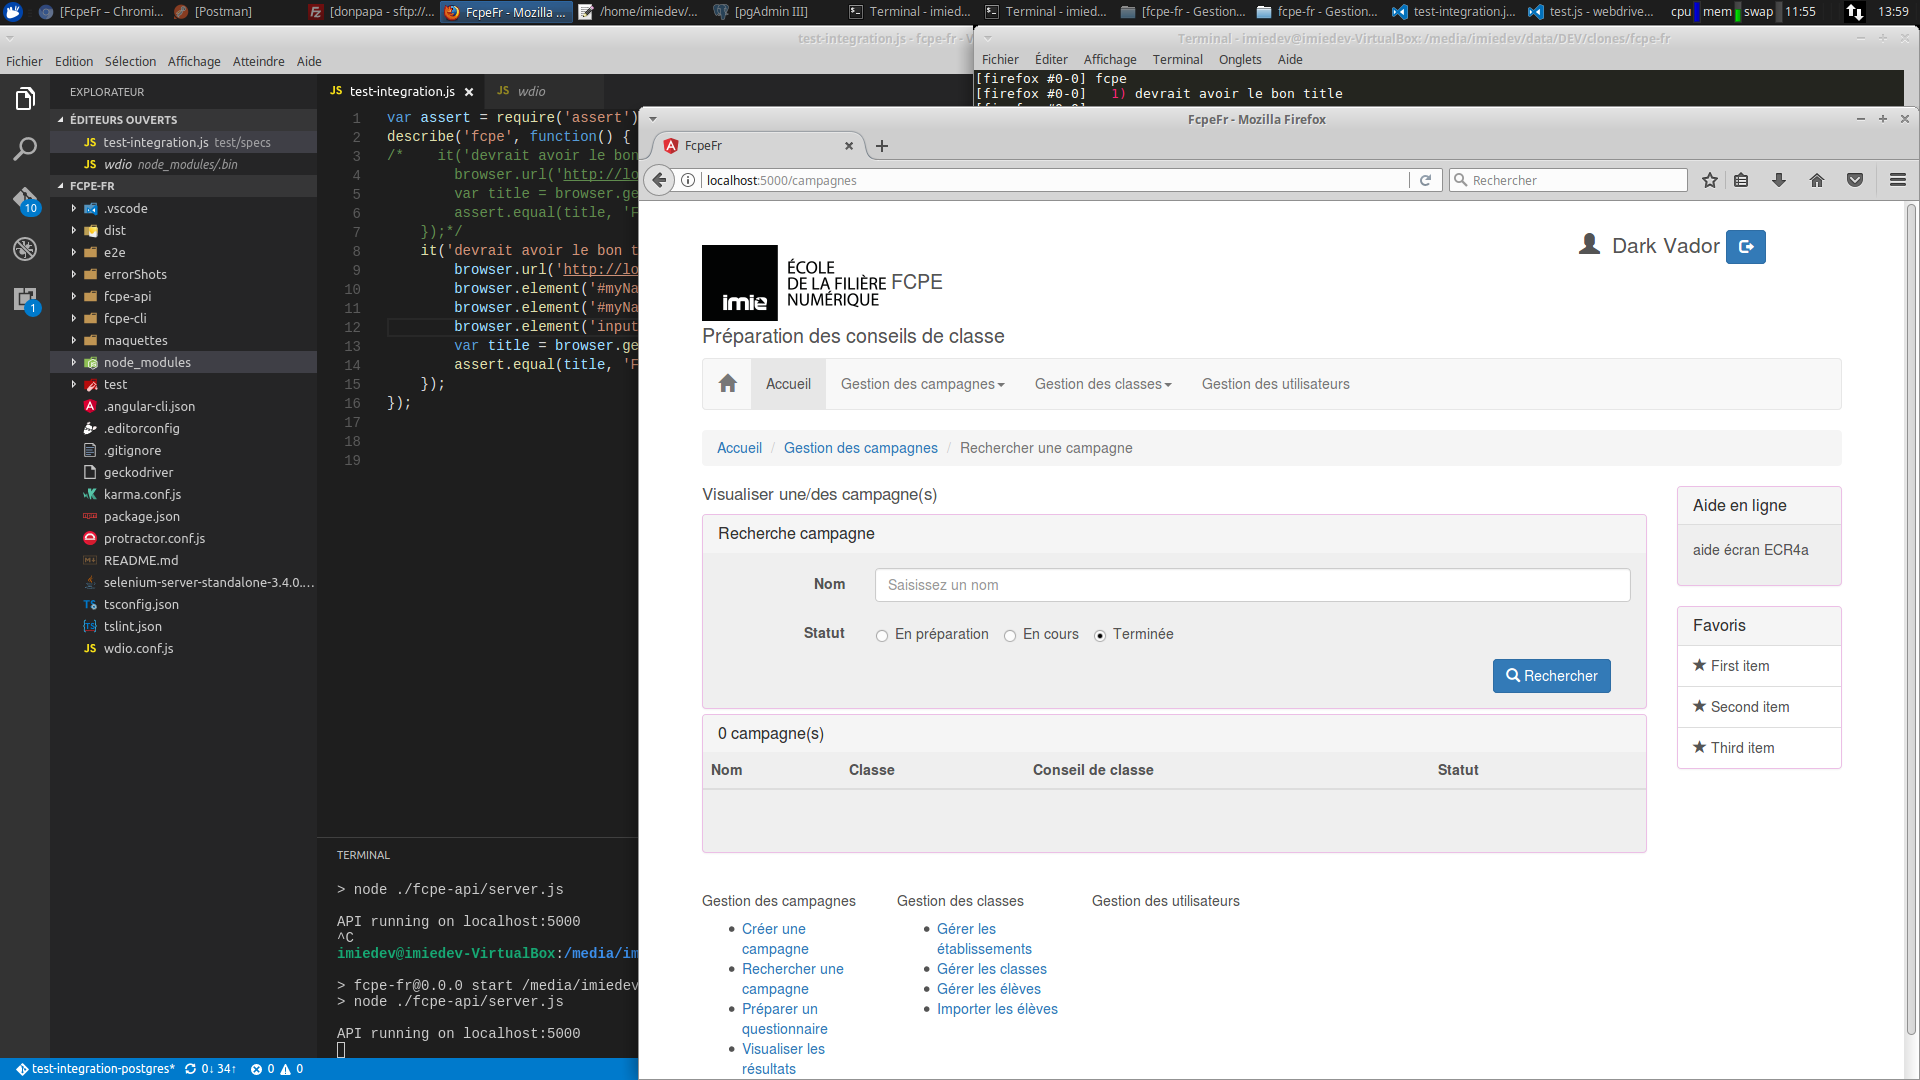 [FcpeFr – Chromi...
[Postman]
[donpapa - sftp://...
FcpeFr - Mozilla ...
/home/imiedev/...
[pgAdmin III]
Terminal - imied...
Terminal - imied...
[fcpe-fr - Gestion...
fcpe-fr - Gestion...
test-integration.j...
test.js - webdrive...
cpu
mem
swap
11:55
13:59
test-integration.js - fcpe-fr - V
Fichier Edition Sélection Affichage Atteindre Aide
EXPLORATEUR
ÉDITEURS OUVERTS
JS test-integration.js test/specs
JS wdio node_modules/.bin
FCPE-FR
.vscode
dist
e2e
errorShots
fcpe-api
fcpe-cli
maquettes
node_modules
test
.angular-cli.json
.editorconfig
.gitignore
geckodriver
karma.conf.js
package.json
protractor.conf.js
README.md
selenium-server-standalone-3.4.0....
tsconfig.json
tslint.json
JS wdio.conf.js
10
1
JS test-integration.js
JS wdio
1 var assert = require('assert')
2 describe('fcpe', function() {
3 /*    it('devrait avoir le bon
4         browser.url('http://lo
5         var title = browser.ge
6         assert.equal(title, 'F
7     });*/
8     it('devrait avoir le bon t
9         browser.url('http://lo
10         browser.element('#myNa
11         browser.element('#myNa
12         browser.element('input
13         var title = browser.ge
14         assert.equal(title, 'F
15     });
16 });
17
18
19
TERMINAL
> node ./fcpe-api/server.js
API running on localhost:5000
^C
imiedev@imiedev-VirtualBox:/media/im
> fcpe-fr@0.0.0 start /media/imiedev
> node ./fcpe-api/server.js
API running on localhost:5000
test-integration-postgres* 0↓ 34↑ 0 0
Terminal - imiedev@imiedev-VirtualBox: /media/imiedev/data/DEV/clones/fcpe-fr
Fichier Éditer Affichage Terminal Onglets Aide
[firefox #0-0] fcpe
[firefox #0-0]   1) devrait avoir le bon title
FcpeFr - Mozilla Firefox
FcpeFr
localhost:5000/campagnes
Rechercher
Dark Vador
imie
ÉCOLE
DE LA FILIÈRE
NUMÉRIQUE
FCPE
Préparation des conseils de classe
Accueil Gestion des campagnes Gestion des classes Gestion des utilisateurs
Accueil / Gestion des campagnes / Rechercher une campagne
Visualiser une/des campagne(s)
Recherche campagne
Nom
Saisissez un nom
Statut
En préparation En cours Terminée
Rechercher
0 campagne(s)
Nom Classe Conseil de classe Statut
Aide en ligne
aide écran ECR4a
Favoris
First item
Second item
Third item
Gestion des campagnes
Créer une
campagne
Rechercher une
campagne
Préparer un
questionnaire
Visualiser les
résultats
Gestion des classes
Gérer les
établissements
Gérer les classes
Gérer les élèves
Importer les élèves
Gestion des utilisateurs